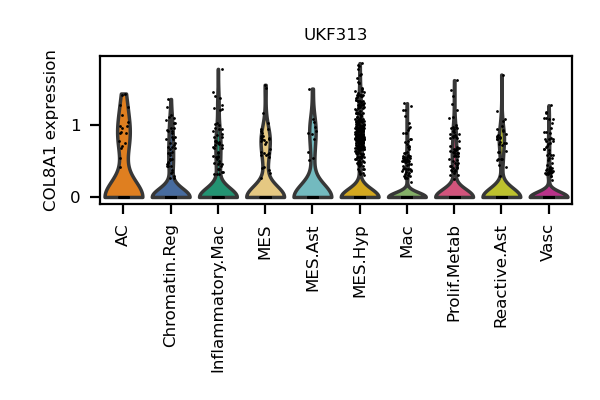 UKF313
COL8A1 expression
1
0
AC
Chromatin.Reg
Inflammatory.Mac
MES
MES.Ast
MES.Hyp
Mac
Prolif.Metab
Reactive.Ast
Vasc